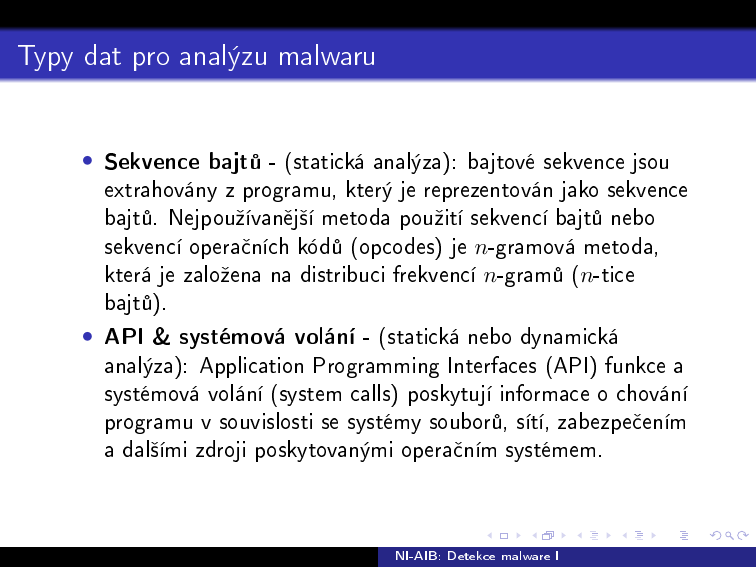 Typy dat pro analýzu malwaru
• Sekvence bajtů - (statická analýza): bajtové sekvence jsou
extrahovány z programu, který je reprezentován jako sekvence
bajtů. Nejpoužívanější metoda použití sekvencí bajtů nebo
sekvencí operačních kódů (opcodes) je n-gramová metoda,
která je založena na distribuci frekvencí n-gramů (n-tice
bajtů).
• API & systémová volání - (statická nebo dynamická
analýza): Application Programming Interfaces (API) funkce a
systémová volání (system calls) poskytují informace o chování
programu v souvislosti se systémy souborů, sítí, zabezpečením
a dalšími zdroji poskytovanými operačním systémem.
NI-AIB: Detekce malware I